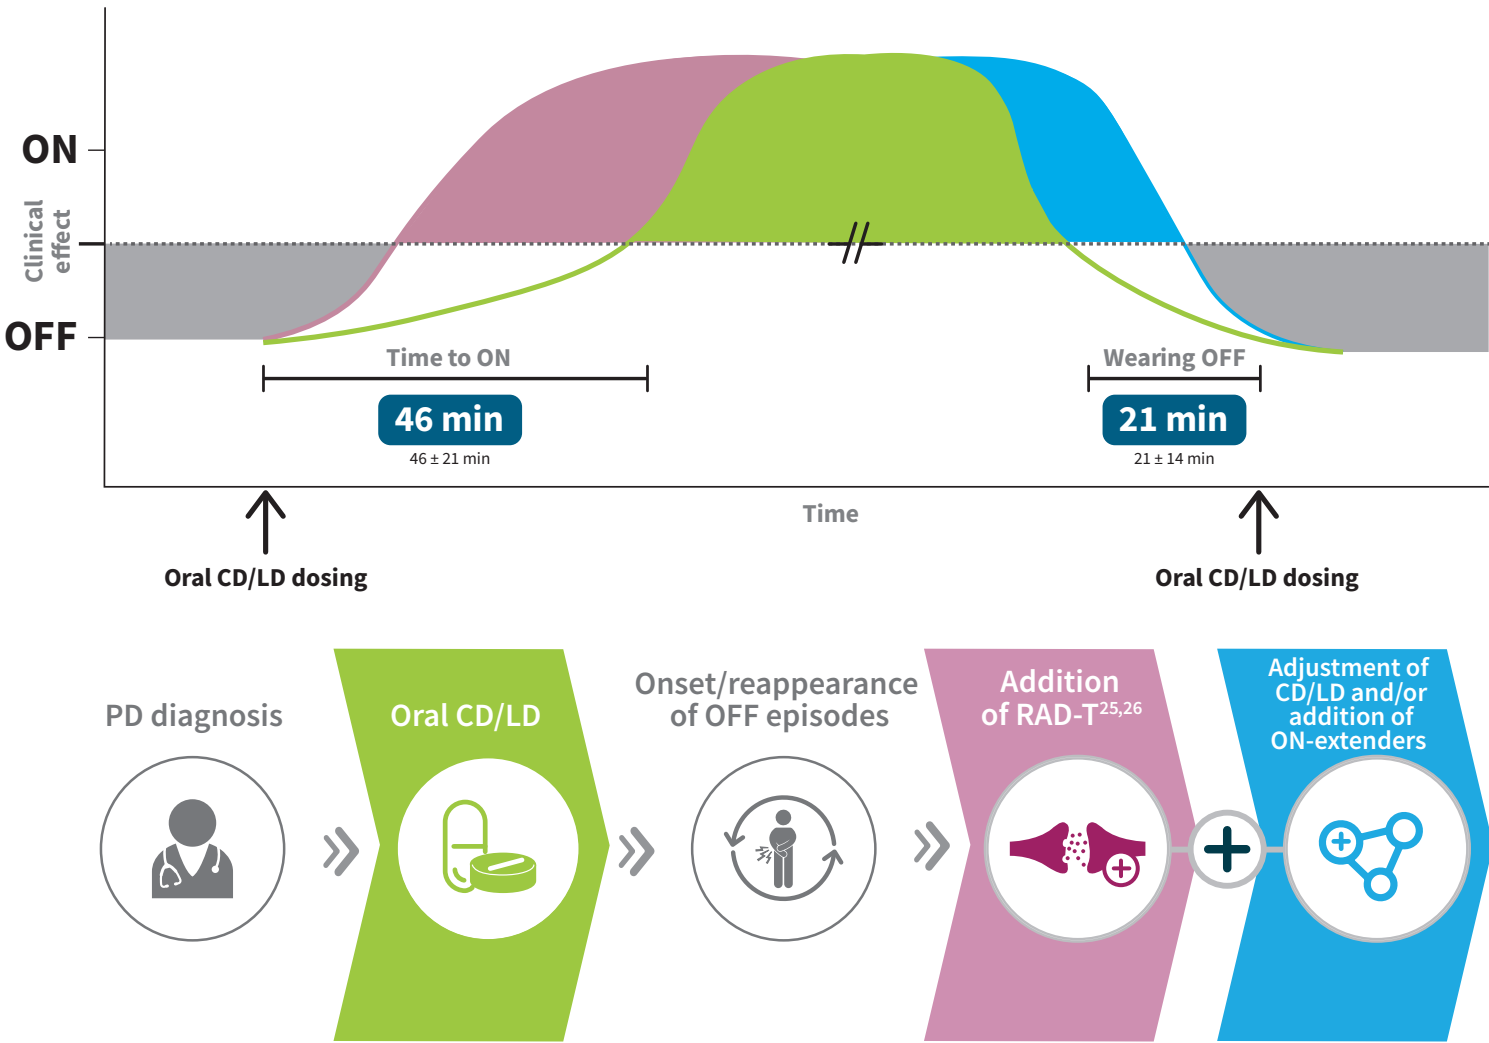 ON
Clinical
effect
OFF
Time to ON
46 min
46 ± 21 min
Wearing OFF
21 min
21 ± 14 min
Time
Oral CD/LD dosing
Oral CD/LD dosing
PD diagnosis
Oral CD/LD
Onset/reappearance
of OFF episodes
Addition
of RAD-T25,26
Adjustment of
CD/LD and/or
addition of
ON-extenders